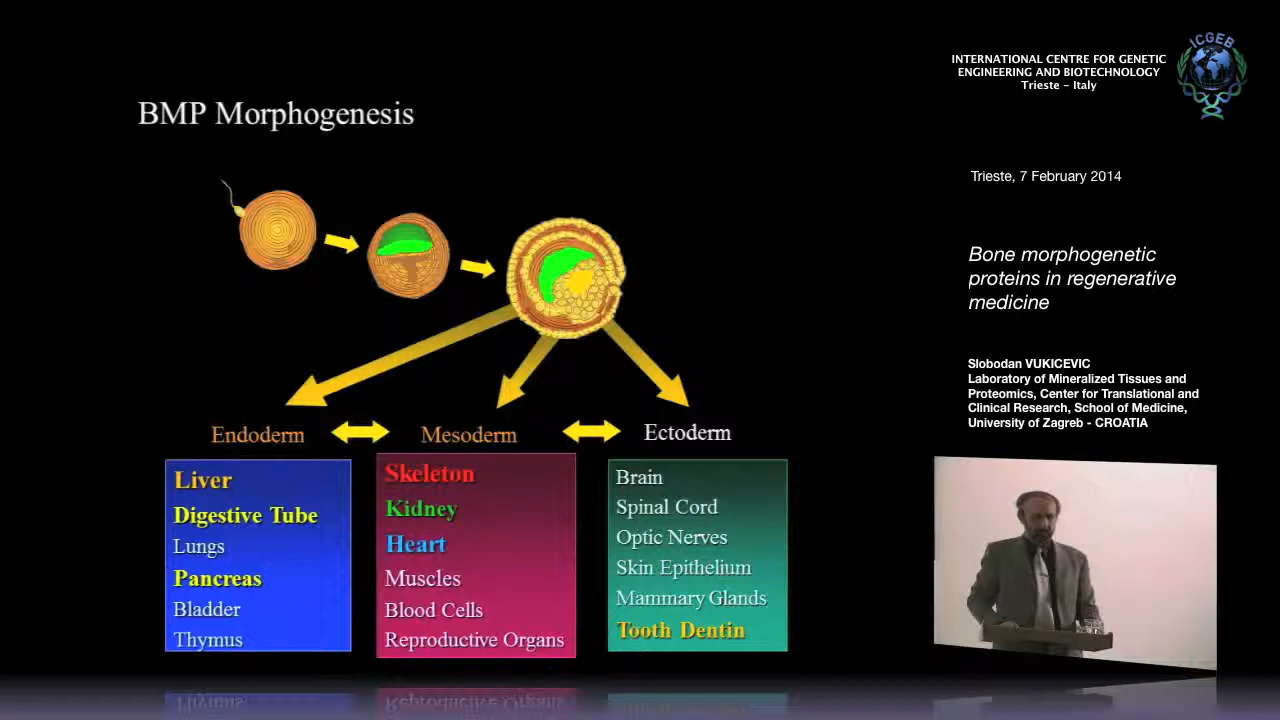 BMP Morphogenesis
Endoderm
Mesoderm
Ectoderm
Liver
Digestive Tube
Lungs
Pancreas
Bladder
Thymus
Skeleton
Kidney
Heart
Muscles
Blood Cells
Reproductive Organs
Brain
Spinal Cord
Optic Nerves
Skin Epithelium
Mammary Glands
Tooth Dentin
INTERNATIONAL CENTRE FOR GENETIC
ENGINEERING AND BIOTECHNOLOGY
Trieste - Italy
ICGEB
Trieste, 7 February 2014
Bone morphogenetic
proteins in regenerative
medicine
Slobodan VUKICEVIC
Laboratory of Mineralized Tissues and
Proteomics, Center for Translational and
Clinical Research, School of Medicine,
University of Zagreb - CROATIA